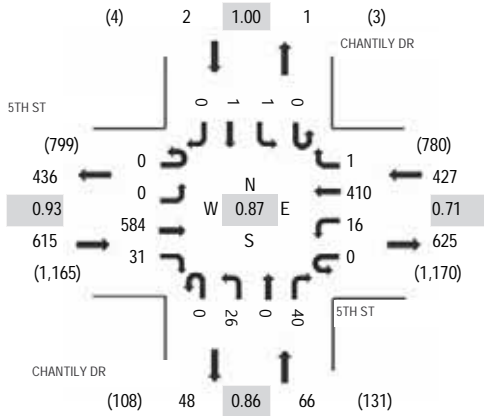 (4) 2 1.00 1 (3)
CHANTILY DR
0 1 1 0
5TH ST
(799) (780)
436 0 1 427
0 N 410
0.93 W 0.87 E 0.71
584 S 16
615 31 0 625
(1,165) (1,170)
0 26 0 40
5TH ST
CHANTILY DR
(108) 48 0.86 66 (131)